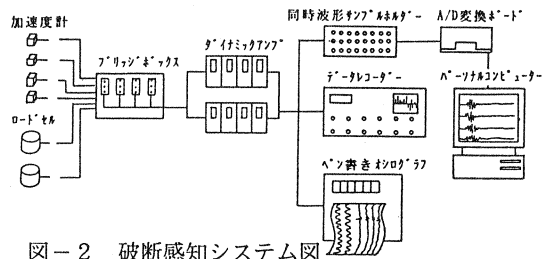 加速度計
ロードセル
ブリッジボックス
ダイナミックアンプ
同時波形サンプルホルダー
A/D変換ボード
データレコーダー
パーソナルコンピューター
ペン書きオシログラフ
図－2　破断感知システム図